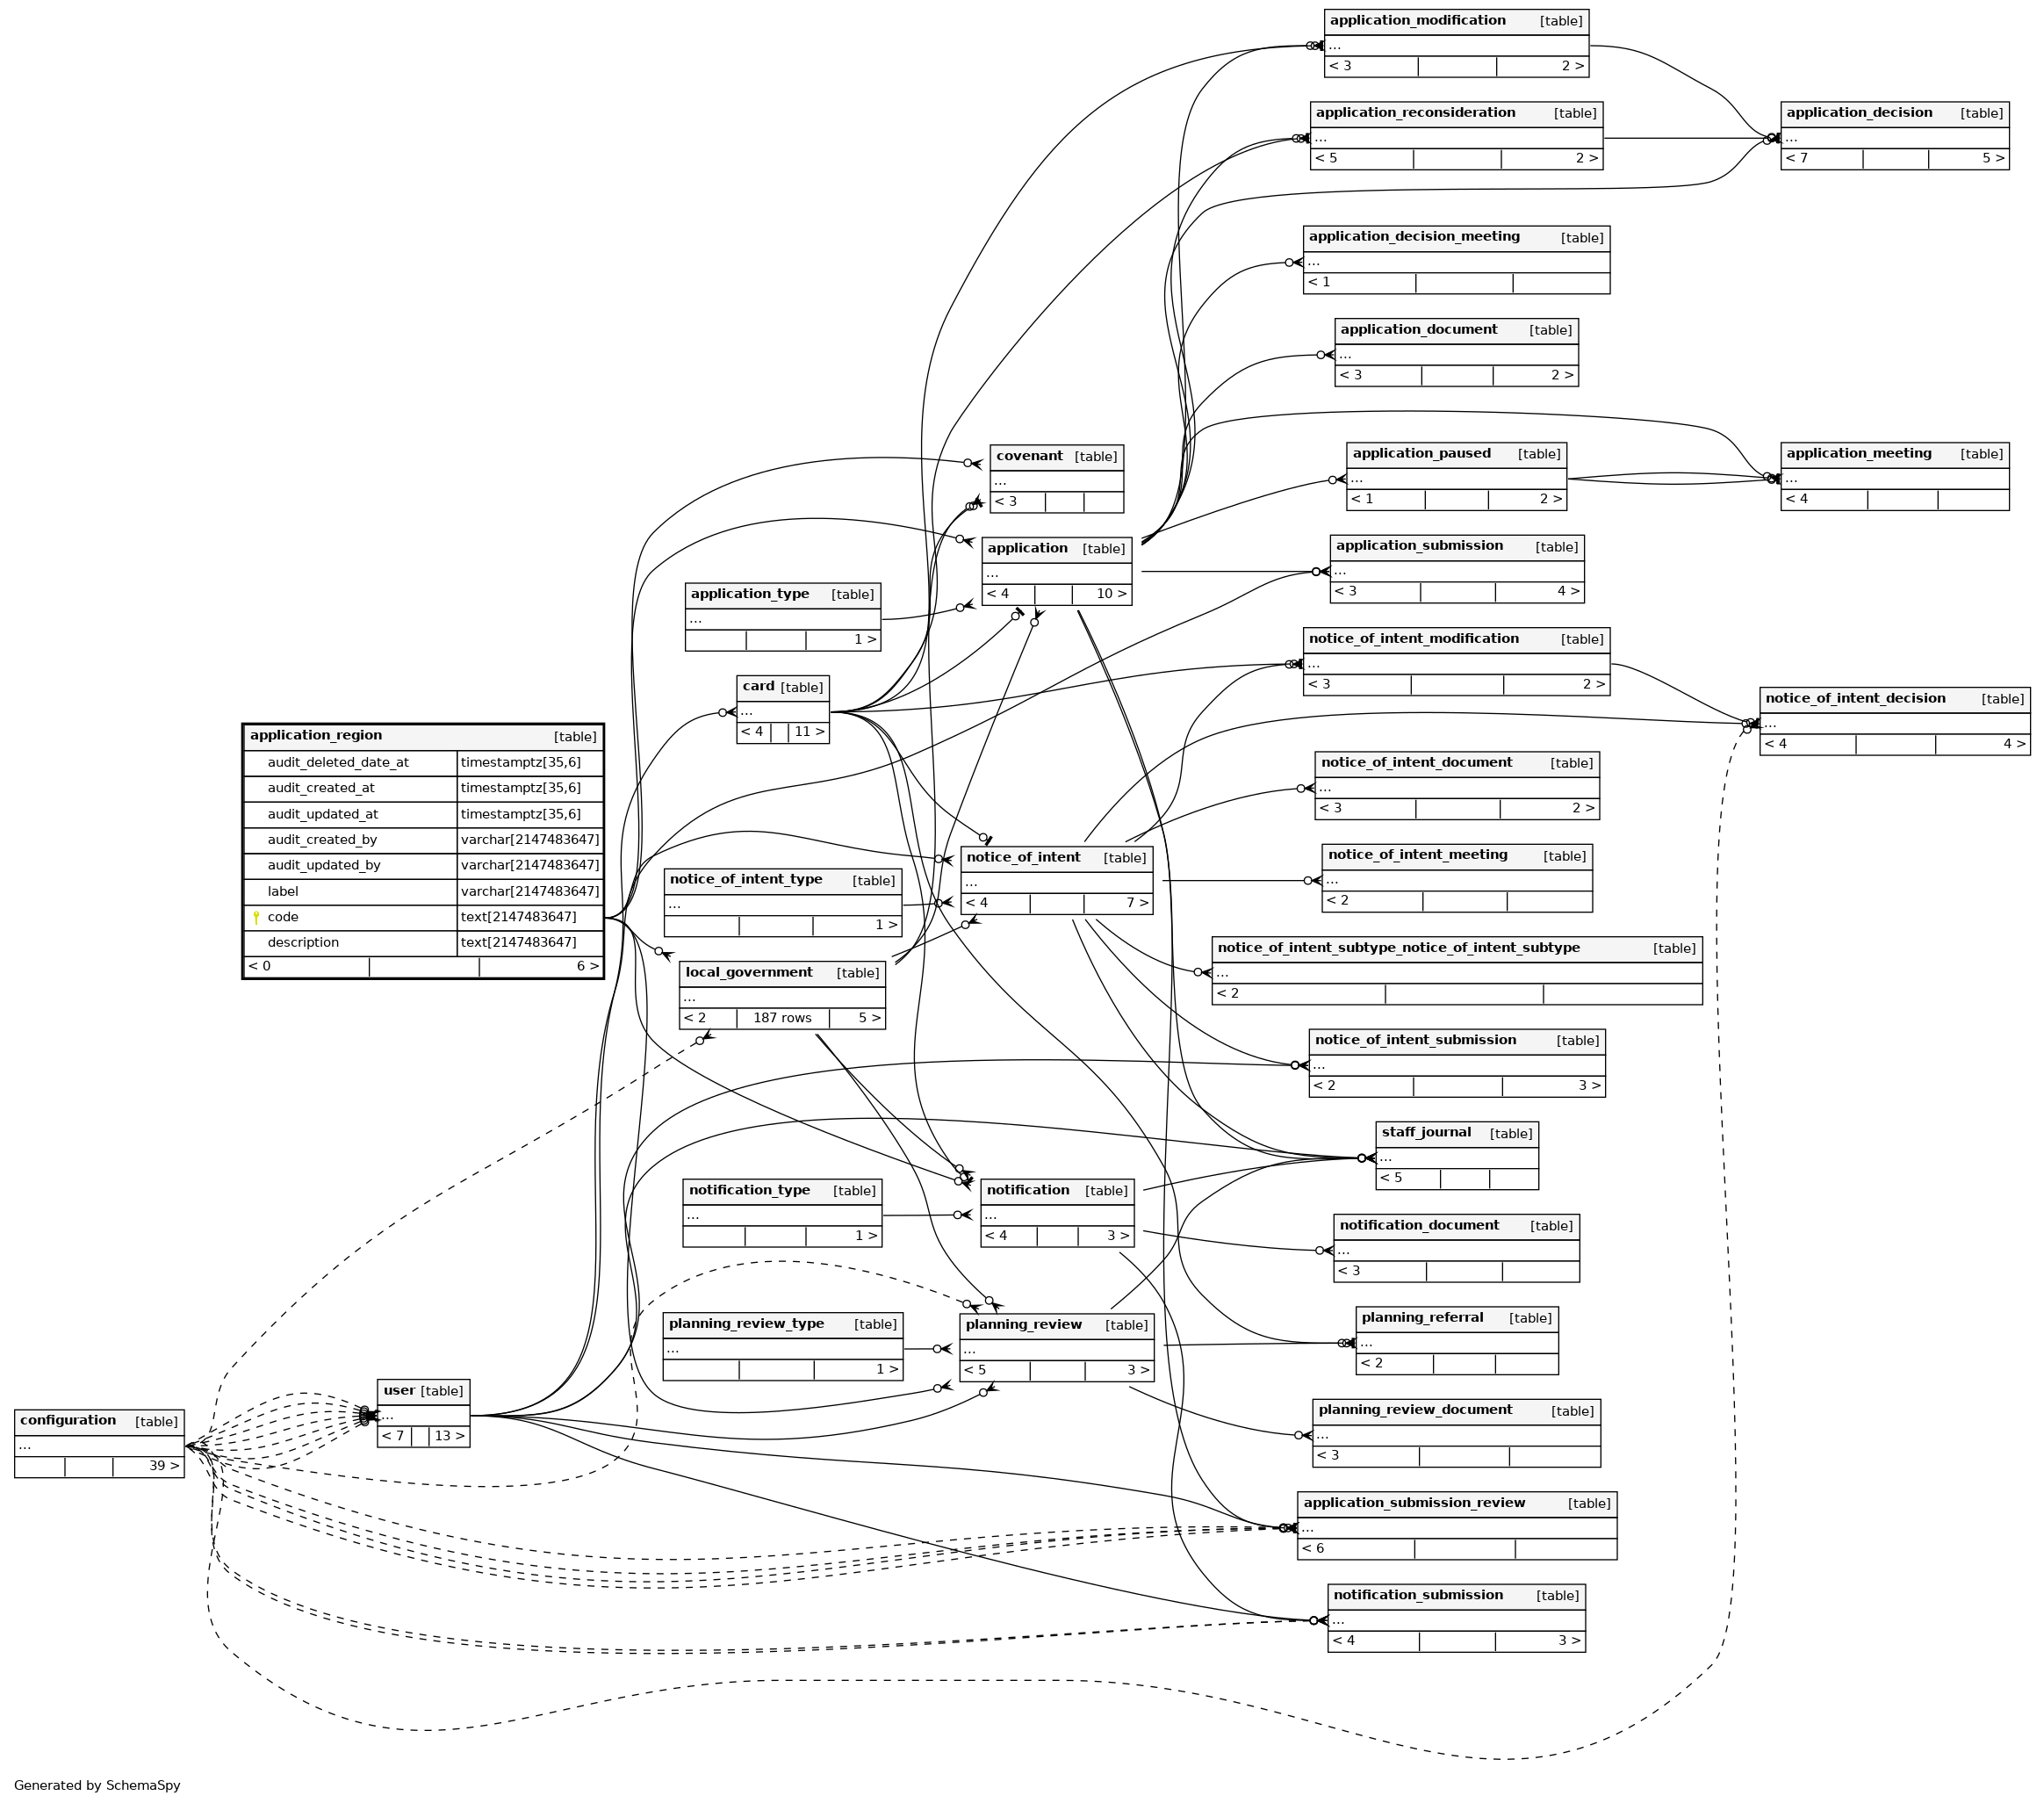 application_modification [table]
...
< 3 2 >
application_reconsideration [table]
...
< 5 2 >
application_decision [table]
...
< 7 5 >
application_decision_meeting [table]
...
< 1
application_document [table]
...
< 3 2 >
covenant [table]
...
< 3
application_paused [table]
...
< 1 2 >
application_meeting [table]
...
< 4
application [table]
...
< 4 10 >
application_submission [table]
...
< 3 4 >
application_type [table]
...
1 >
notice_of_intent_modification [table]
...
< 3 2 >
card [table]
...
< 4 11 >
notice_of_intent_decision [table]
...
< 4 4 >
application_region [table]
audit_deleted_date_at timestamptz[35,6]
audit_created_at timestamptz[35,6]
audit_updated_at timestamptz[35,6]
audit_created_by varchar[2147483647]
audit_updated_by varchar[2147483647]
label varchar[2147483647]
code text[2147483647]
description text[2147483647]
< 0 6 >
notice_of_intent_document [table]
...
< 3 2 >
notice_of_intent [table]
...
< 4 7 >
notice_of_intent_meeting [table]
...
< 2
notice_of_intent_type [table]
...
1 >
notice_of_intent_subtype_notice_of_intent_subtype [table]
...
< 2
local_government [table]
...
< 2 187 rows 5 >
notice_of_intent_submission [table]
...
< 2 3 >
staff_journal [table]
...
< 5
notification_type [table]
...
1 >
notification [table]
...
< 4 3 >
notification_document [table]
...
< 3
planning_review_type [table]
...
1 >
planning_review [table]
...
< 5 3 >
planning_referral [table]
...
< 2
user [table]
...
< 7 13 >
configuration [table]
...
39 >
planning_review_document [table]
...
< 3
application_submission_review [table]
...
< 6
notification_submission [table]
...
< 4 3 >
Generated by SchemaSpy